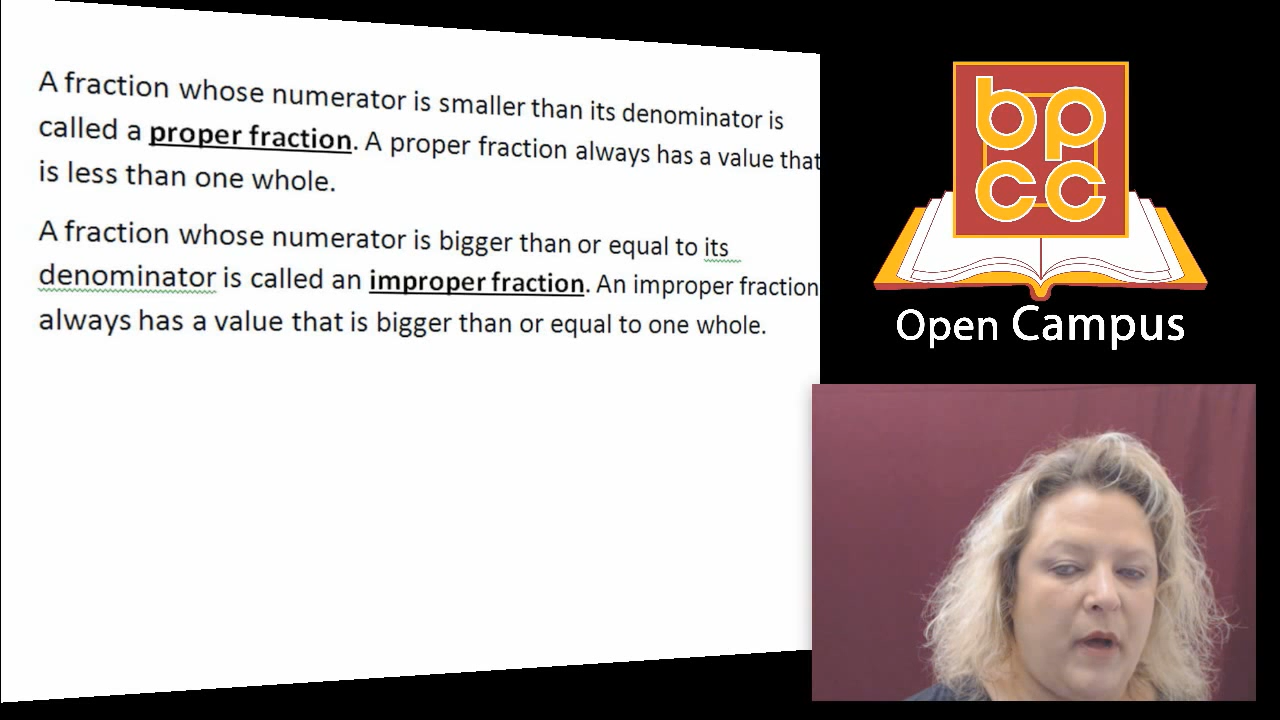 A fraction whose numerator is smaller than its denominator is
called a proper fraction. A proper fraction always has a value that
is less than one whole.
A fraction whose numerator is bigger than or equal to its
denominator is called an improper fraction. An improper fraction
always has a value that is bigger than or equal to one whole.
bp
cc
Open Campus